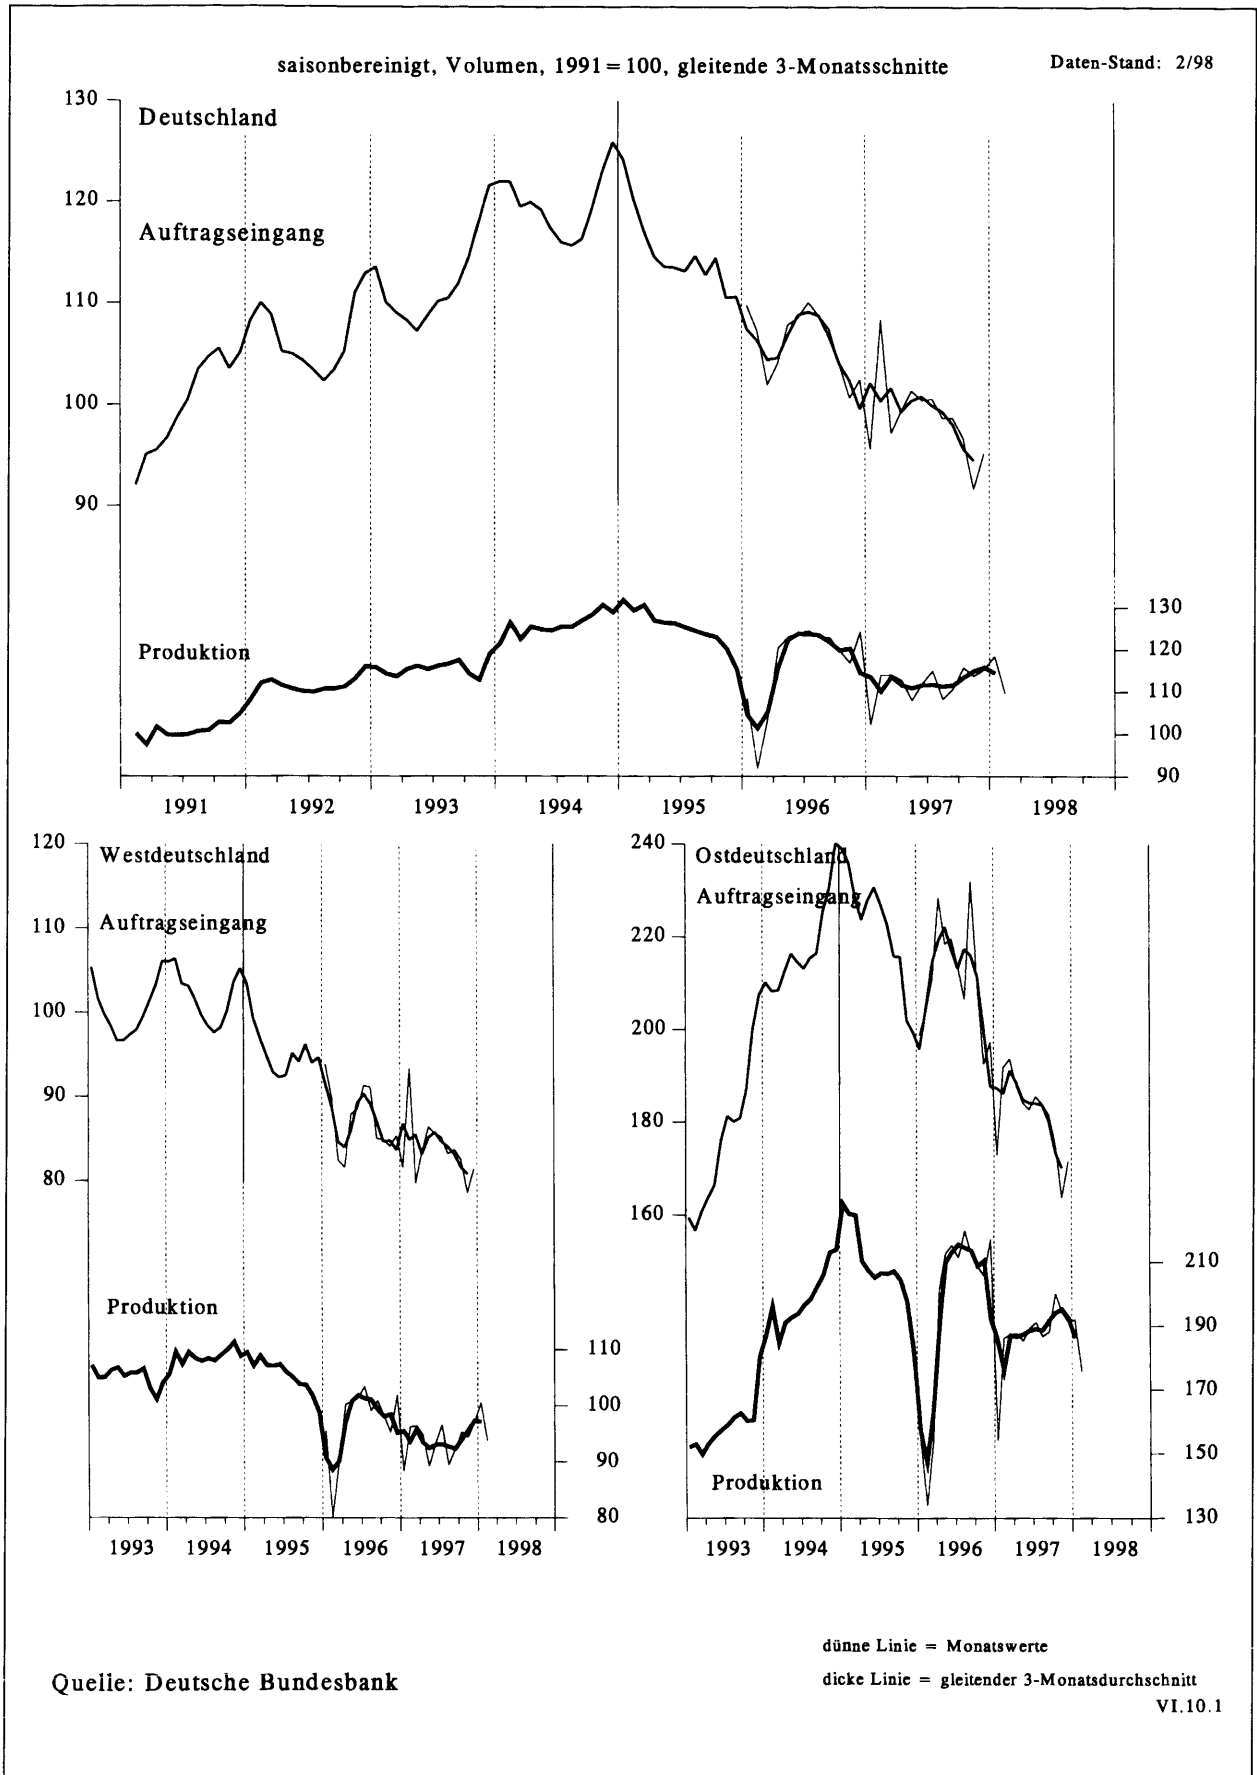 saisonbereinigt, Volumen, 1991=100, gleitende 3-Monatsschnitte
Daten-Stand: 2/98
130
Deutschland
120
Auftragseingang
110
100
90
Produktion
130
120
110
100
90
1991 1992 1993 1994 1995 1996 1997 1998
120
Westdeutschland
Auftragseingang
110
100
90
80
Produktion
110
100
90
80
1993 1994 1995 1996 1997 1998
240
Ostdeutschland
Auftragseingang
220
200
180
160
210
190
170
150
Produktion
130
1993 1994 1995 1996 1997 1998
dünne Linie = Monatswerte
Quelle: Deutsche Bundesbank
dicke Linie = gleitender 3-Monatsdurchschnitt
VI.10.1